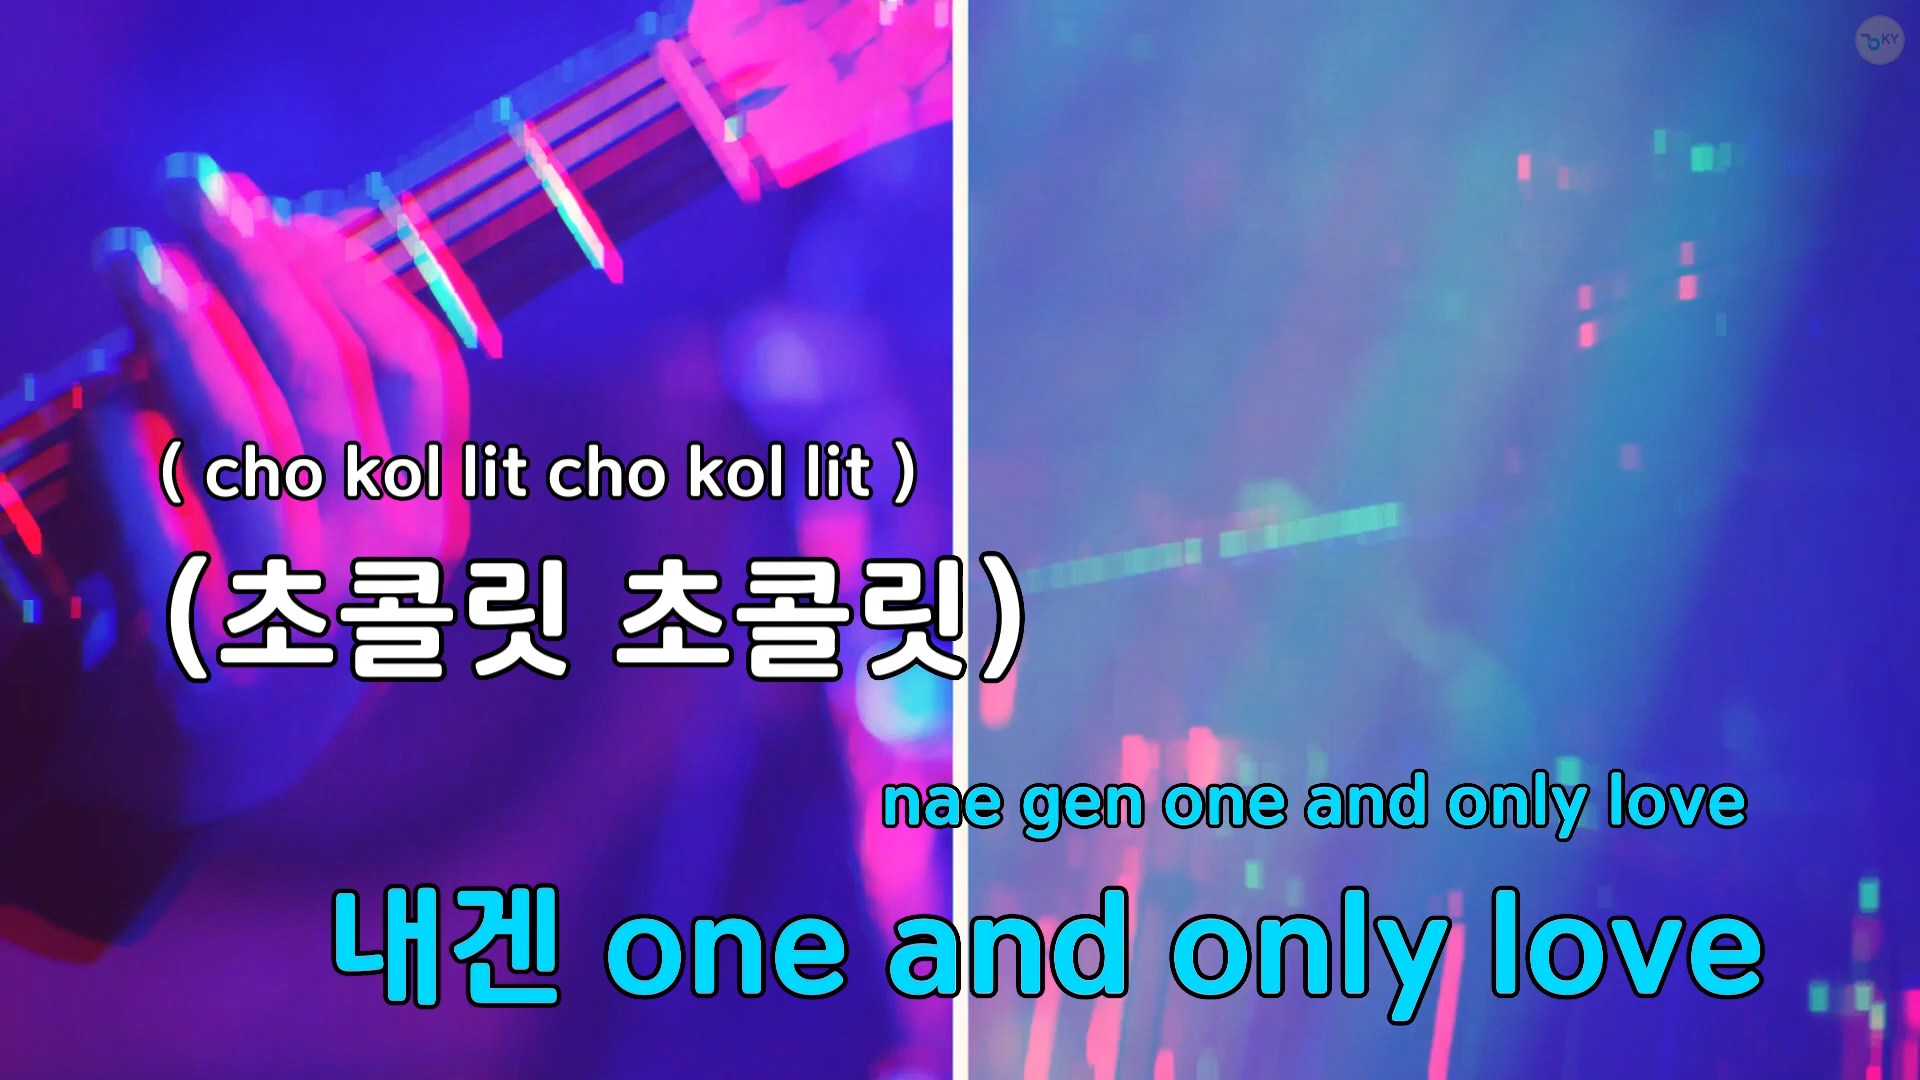 ( cho kol lit cho kol lit )
(초콜릿 초콜릿)
nae gen one and only love
내겐 one and only love
KY